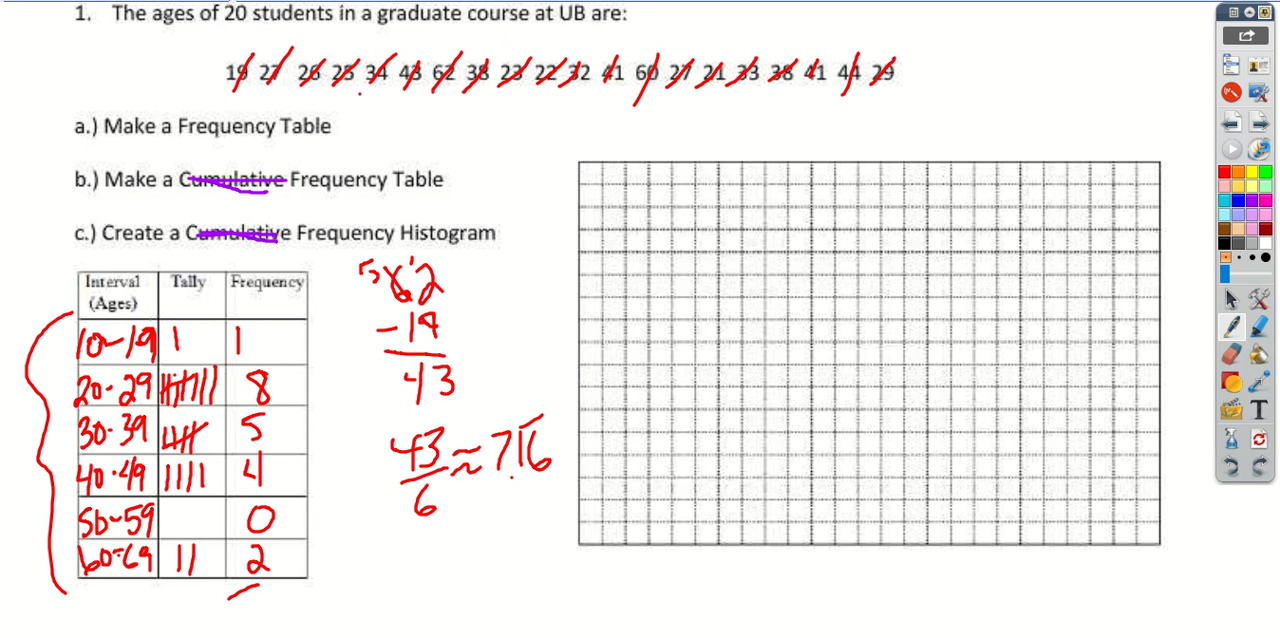 1. The ages of 20 students in a graduate course at UB are:
19 27 26 25 34 43 62 38 23 22 32 41 60 27 21 33 38 41 44 29
a.) Make a Frequency Table
b.) Make a Cumulative Frequency Table
c.) Create a Cumulative Frequency Histogram
Interval (Ages) Tally Frequency
10-19 | 1
20-29 |||| ||| 8
30-39 |||| 5
40-49 |||| 4
50-59 0
60-69 || 2
5 1
62
-19
43
43/6 ≈ 7.16
T